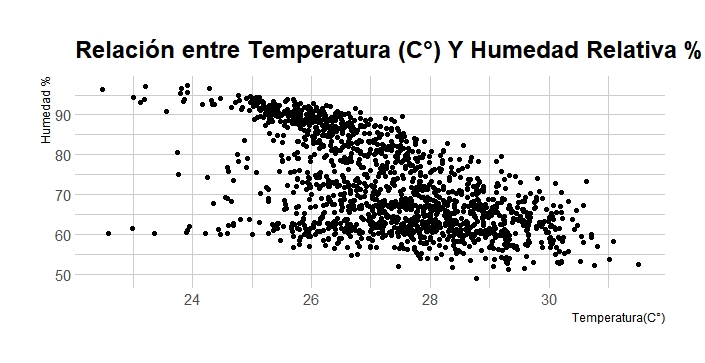 Relación entre Temperatura (C°) Y Humedad Relativa %
Humedad %
90
80
70
60
50
24 26 28 30
Temperatura(C°)